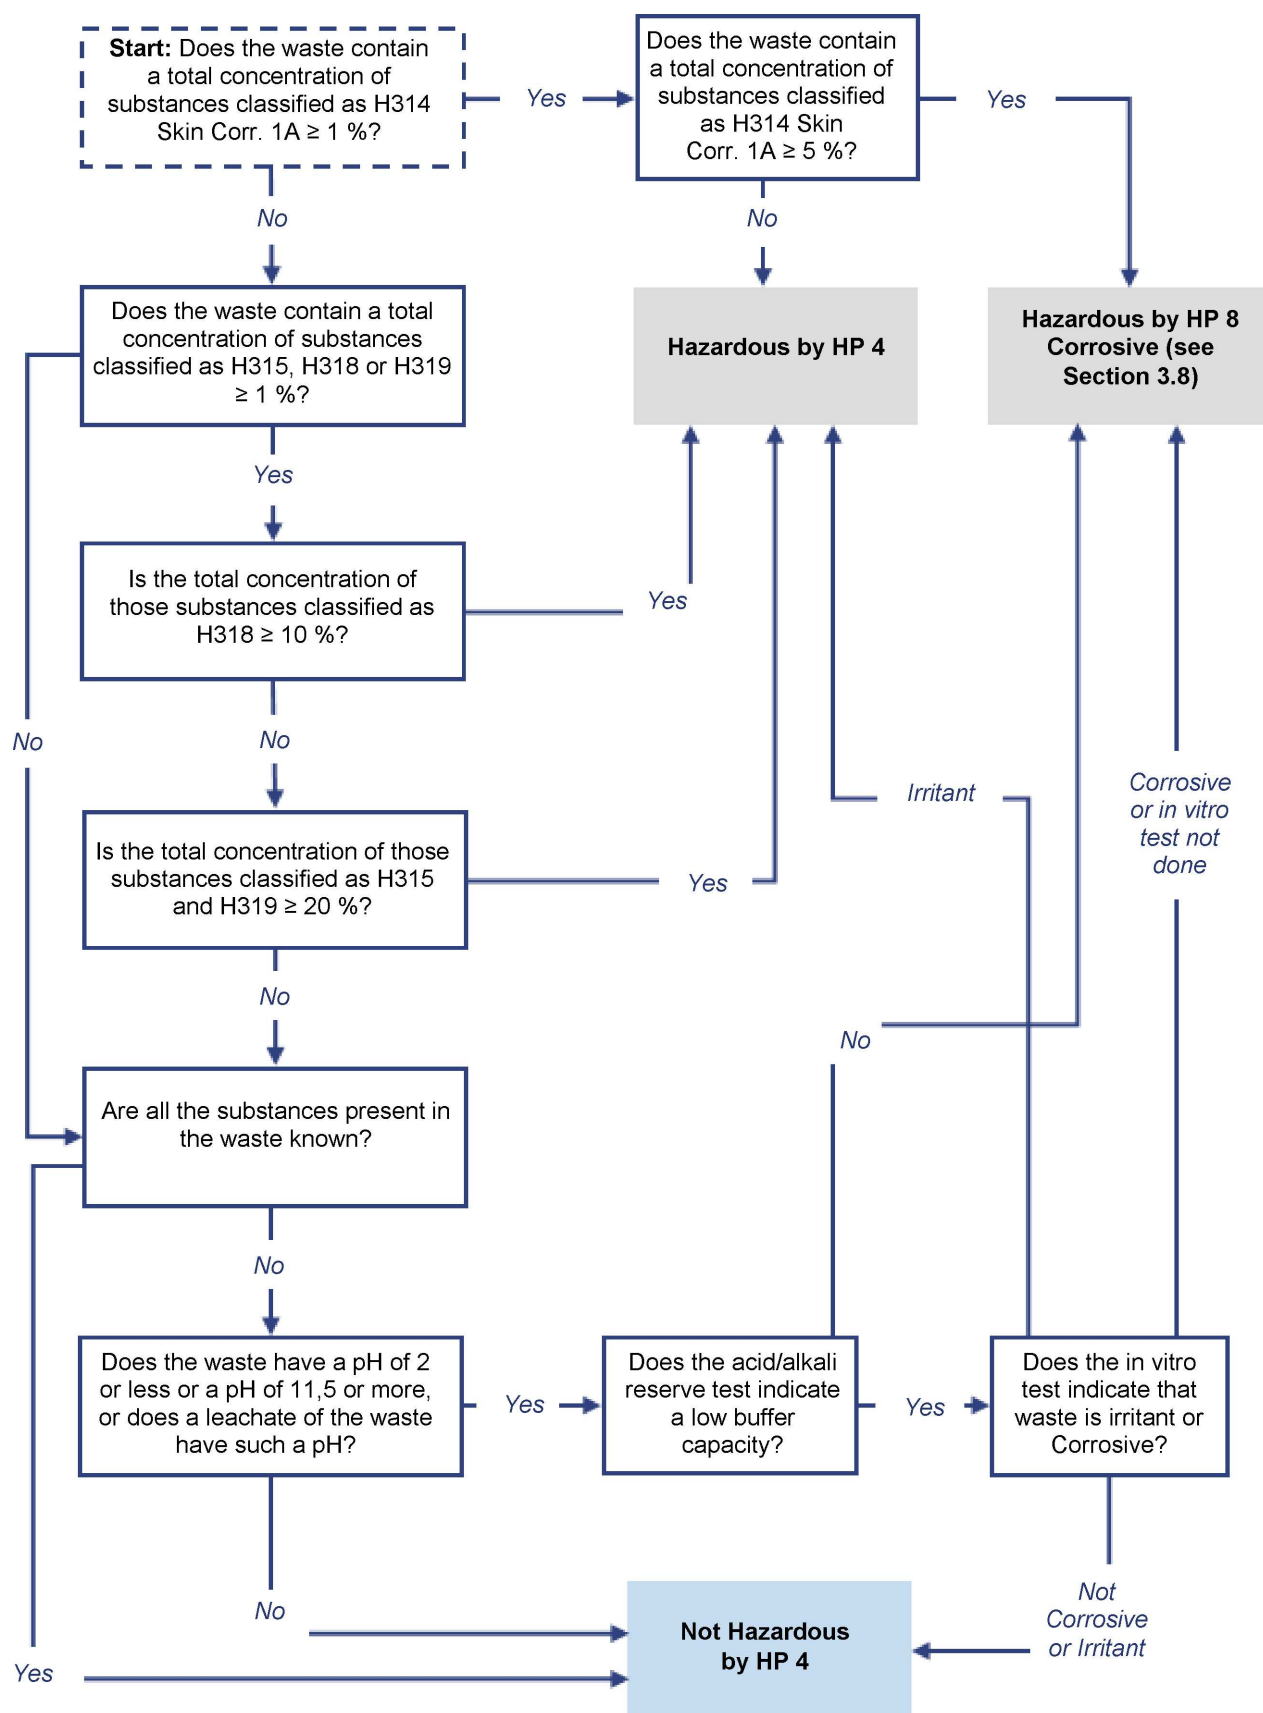 Start: Does the waste contain
a total concentration of
substances classified as H314
Skin Corr. 1A ≥ 1 %?
Yes
Does the waste contain
a total concentration of
substances classified
as H314 Skin
Corr. 1A ≥ 5 %?
Yes
No
No
Does the waste contain a total
concentration of substances
classified as H315, H318 or H319
≥ 1 %?
Hazardous by HP 4
Hazardous by HP 8
Corrosive (see
Section 3.8)
Yes
Is the total concentration of
those substances classified as
H318 ≥ 10 %?
Yes
No
No
Irritant
Corrosive
or in vitro
test not
done
Is the total concentration of those
substances classified as H315
and H319 ≥ 20 %?
Yes
No
No
Are all the substances present in
the waste known?
No
Does the waste have a pH of 2
or less or a pH of 11,5 or more,
or does a leachate of the waste
have such a pH?
Yes
Does the acid/alkali
reserve test indicate
a low buffer
capacity?
Yes
Does the in vitro
test indicate that
waste is irritant or
Corrosive?
No
Not
Corrosive
or Irritant
Not Hazardous
by HP 4
Yes